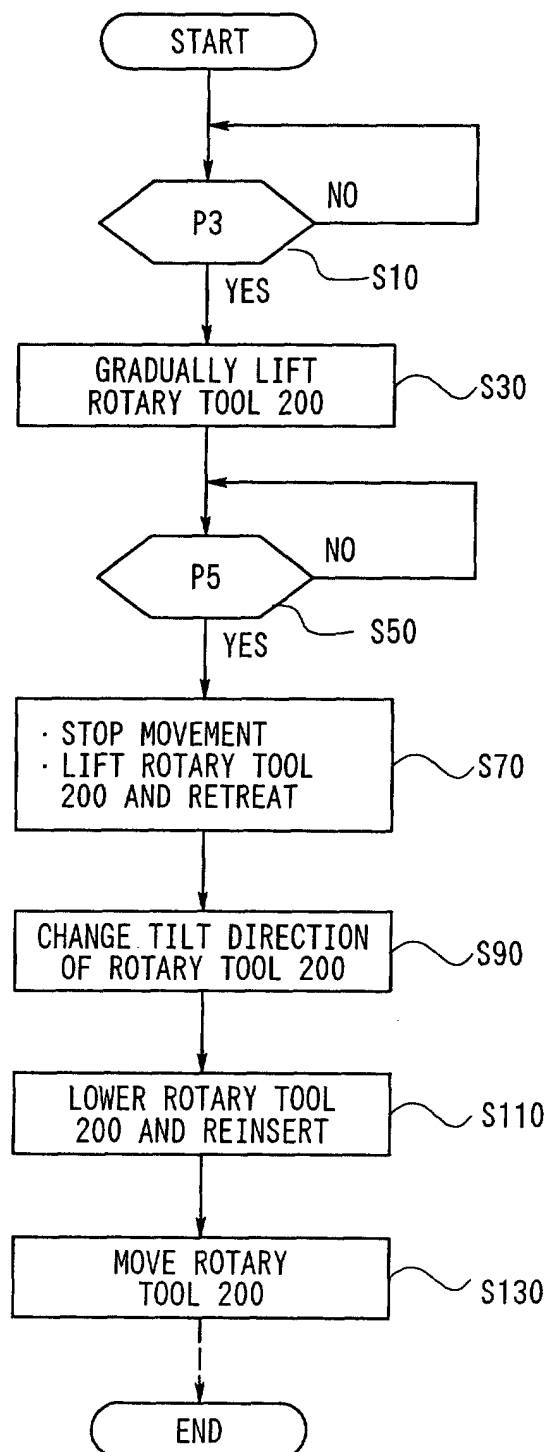 START
NO
P3
S10
YES
GRADUALLY LIFT
ROTARY TOOL 200
S30
NO
P5
S50
YES
· STOP MOVEMENT
· LIFT ROTARY TOOL
200 AND RETREAT
S70
CHANGE TILT DIRECTION
OF ROTARY TOOL 200
S90
LOWER ROTARY TOOL
200 AND REINSERT
S110
MOVE ROTARY
TOOL 200
S130
END